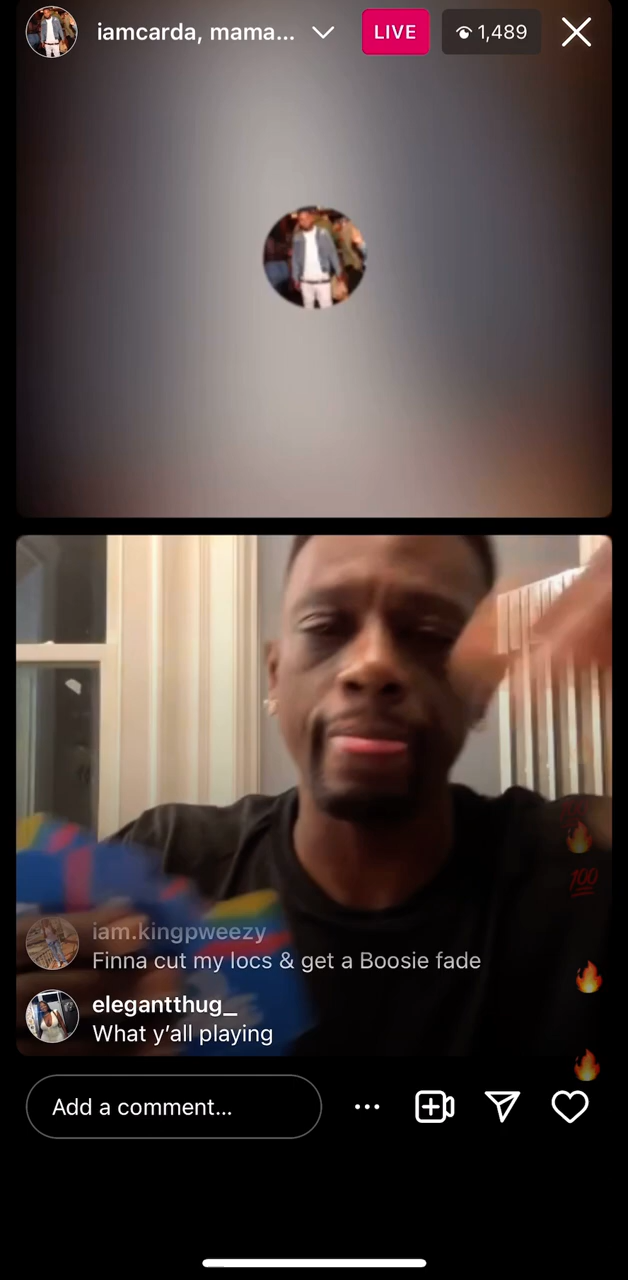 iamcarda, mama...
LIVE
1,489
iam.kingpweezy
Finna cut my locs & get a Boosie fade
elegantthug_
What y'all playing
Add a comment...